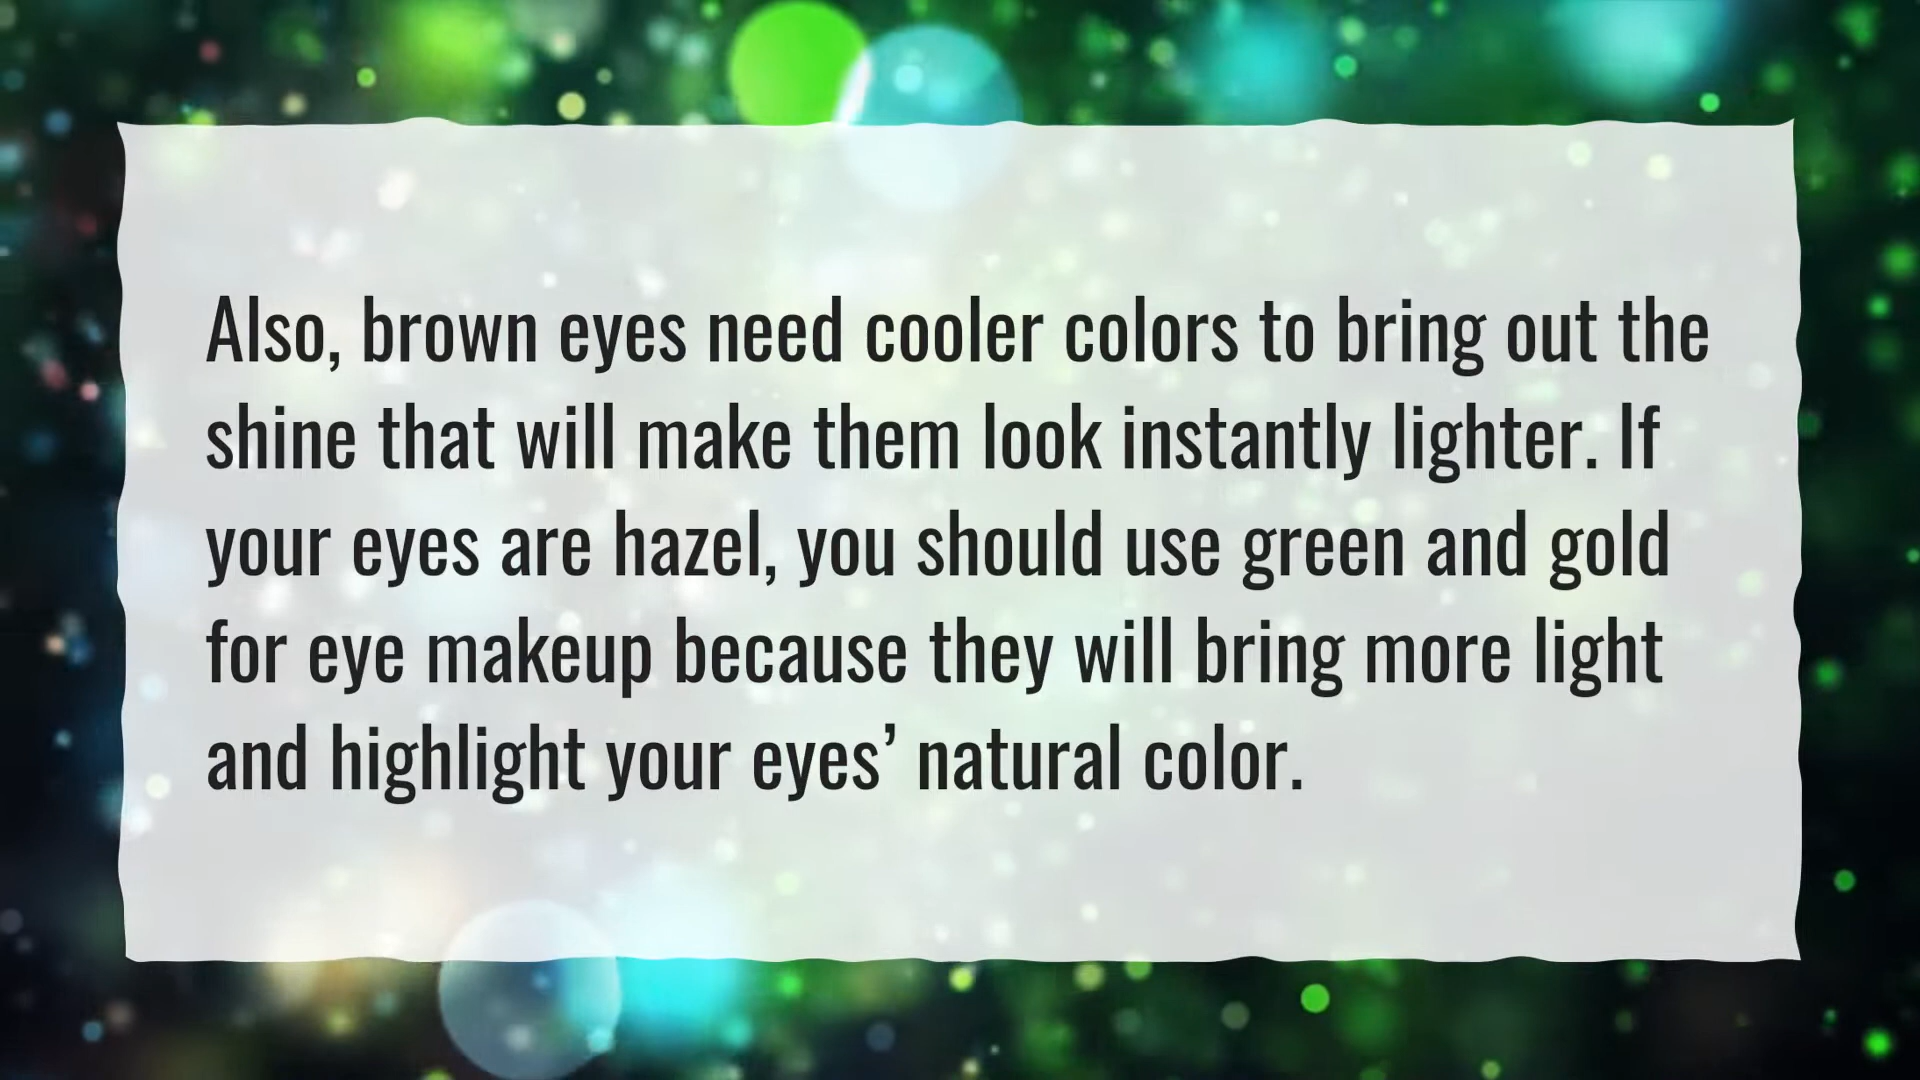 Also, brown eyes need cooler colors to bring out the
shine that will make them look instantly lighter. If
your eyes are hazel, you should use green and gold
for eye makeup because they will bring more light
and highlight your eyes’ natural color.